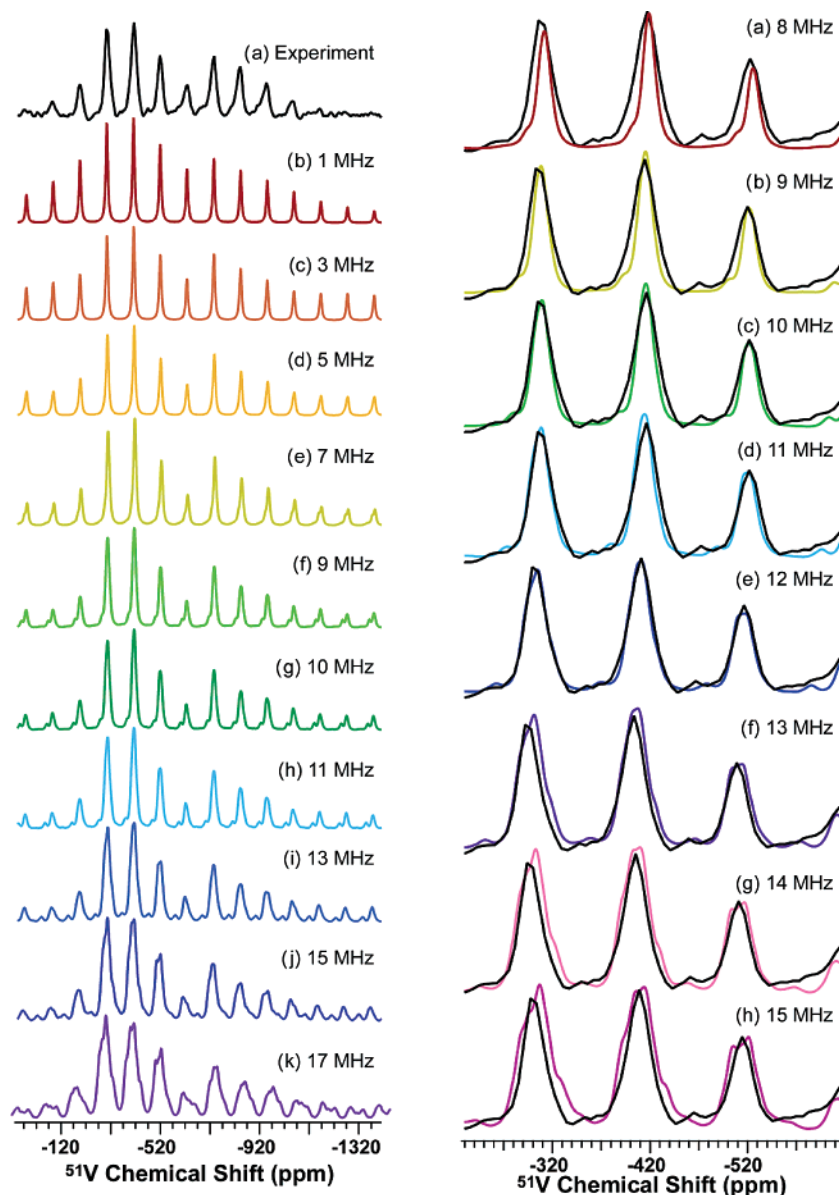 (a) Experiment
(b) 1 MHz
(c) 3 MHz
(d) 5 MHz
(e) 7 MHz
(f) 9 MHz
(g) 10 MHz
(h) 11 MHz
(i) 13 MHz
(j) 15 MHz
(k) 17 MHz
-120 -520 -920 -1320
⁵¹V Chemical Shift (ppm)
(a) 8 MHz
(b) 9 MHz
(c) 10 MHz
(d) 11 MHz
(e) 12 MHz
(f) 13 MHz
(g) 14 MHz
(h) 15 MHz
-320 -420 -520
⁵¹V Chemical Shift (ppm)